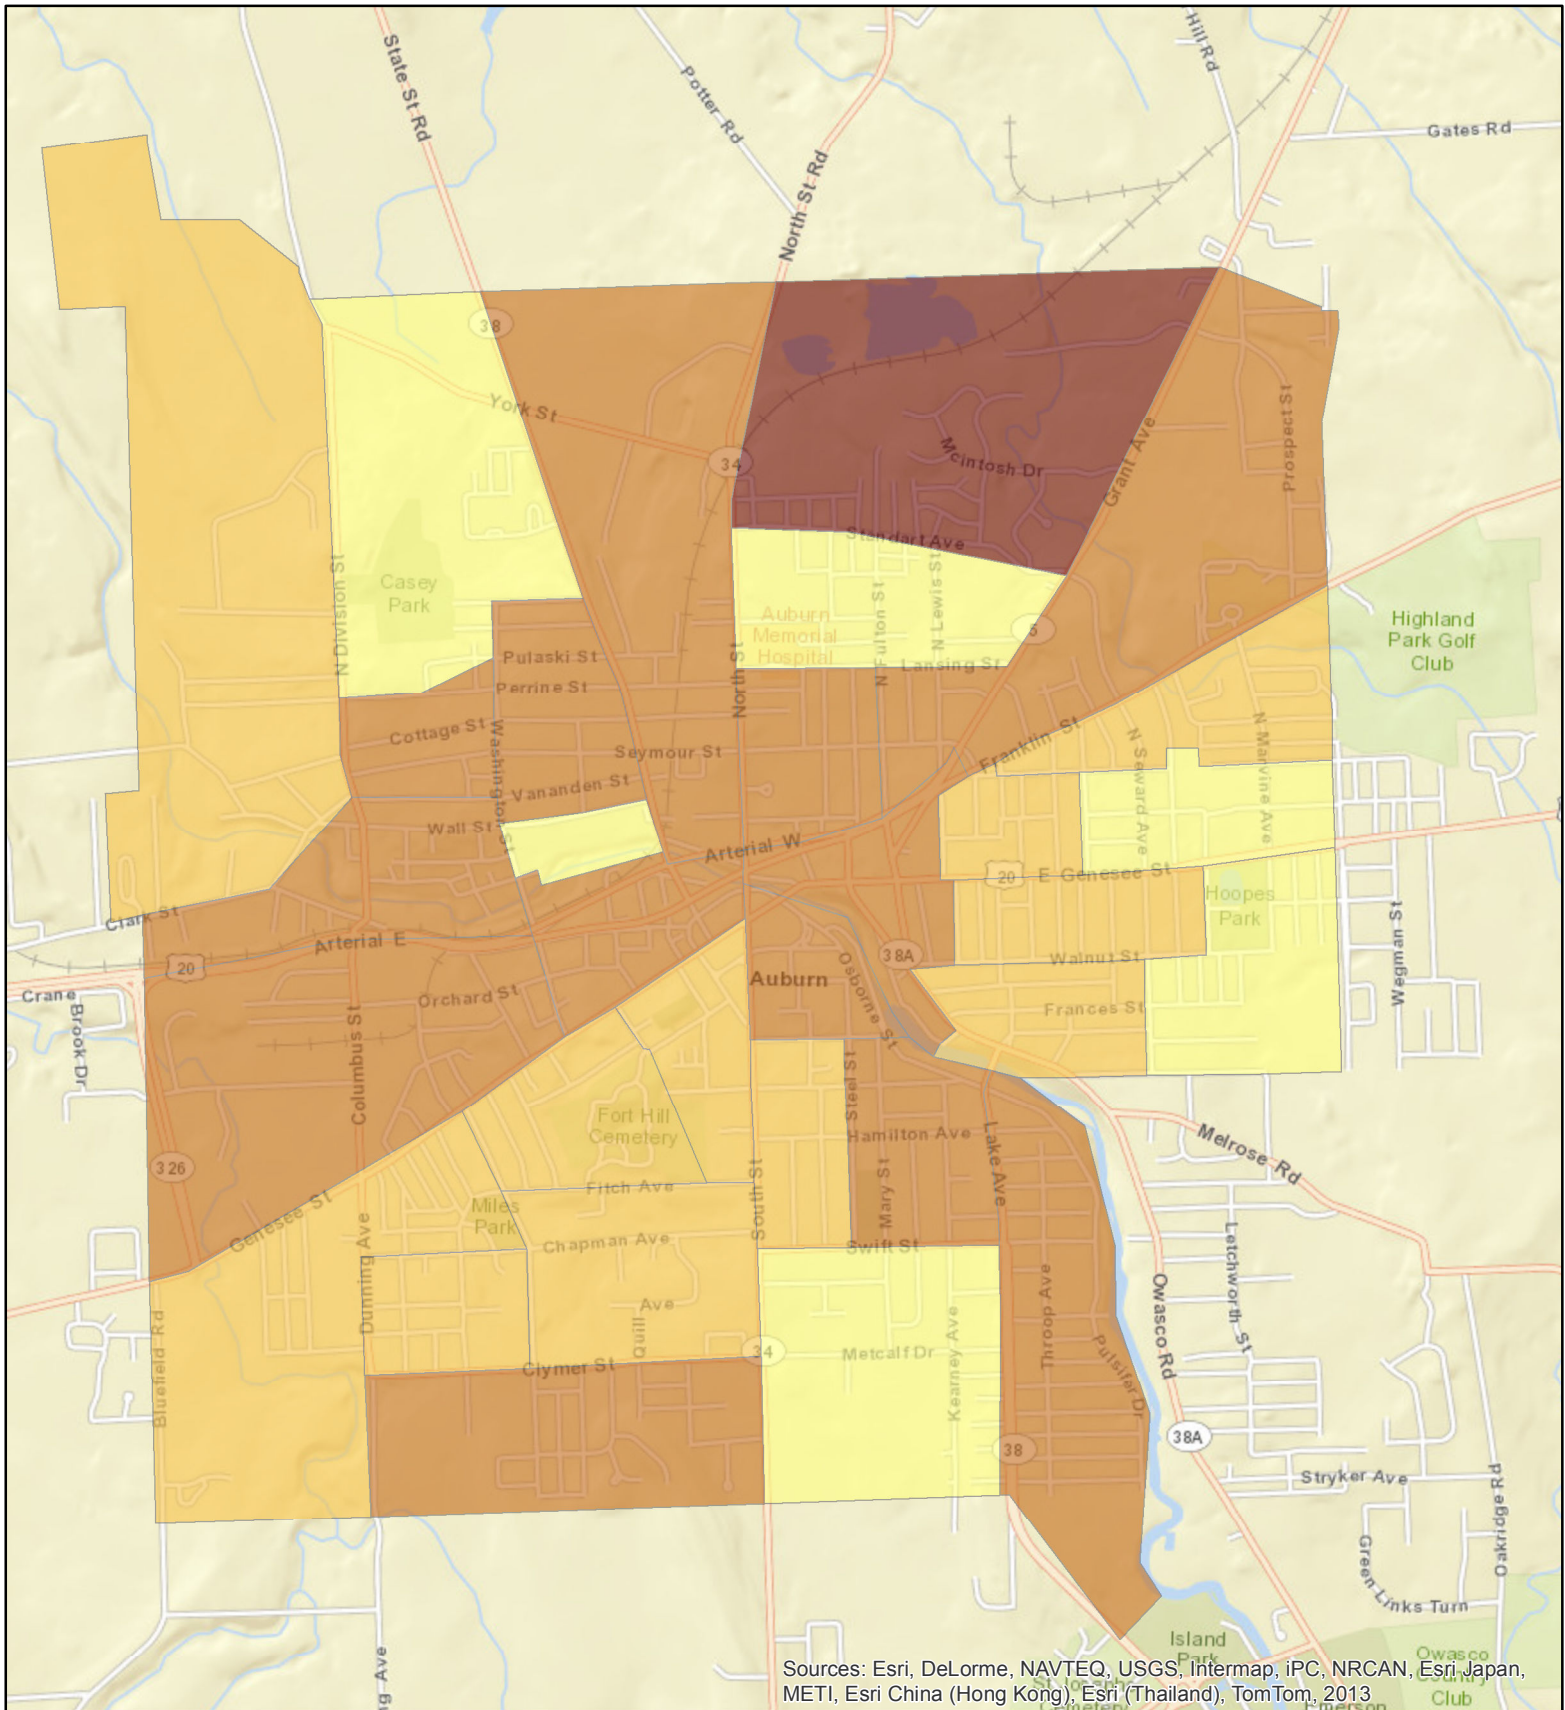 State St Rd
Potter Rd
North St Rd
Hill Rd
Gates Rd
38
York St
34
Mcintosh Dr
Grant Ave
Prospect St
Standart Ave
N Division St
Casey
Park
Auburn
Memorial
Hospital
N Fulton St
N Lewis St
5
Highland
Park Golf
Club
Pulaski St
Perrine St
North St
Lansing St
Cottage St
Washington St
Seymour St
Franklin St
N Seward Ave
N Marvine Ave
Vananden St
Wall St
Arterial W
20
E Genesee St
Hoopes
Park
Clark St
Arterial E
20
38A
Walnut St
Wegman St
Auburn
Osborne St
Crane
Brook Dr
Orchard St
Frances St
Columbus St
Steel St
Fort Hill
Cemetery
Hamilton Ave
Lake Ave
Melrose Rd
326
Fitch Ave
South St
Mary St
Miles
Park
Genesee St
Chapman Ave
Swift St
Letchworth St
Dunning Ave
Ave
Quill
Throop Ave
Owasco Rd
Bluefield Rd
Clymer St
34
Metcalf Dr
Kearney Ave
Pulsifer Dr
38
38A
Stryker Ave
Oakridge Rd
Green Links Turn
Island
Park
Owasco
Country
Club
g Ave
Sources: Esri, DeLorme, NAVTEQ, USGS, Intermap, iPC, NRCAN, Esri Japan,
METI, Esri China (Hong Kong), Esri (Thailand), TomTom, 2013
St Josephs
Cemetery
Emerson